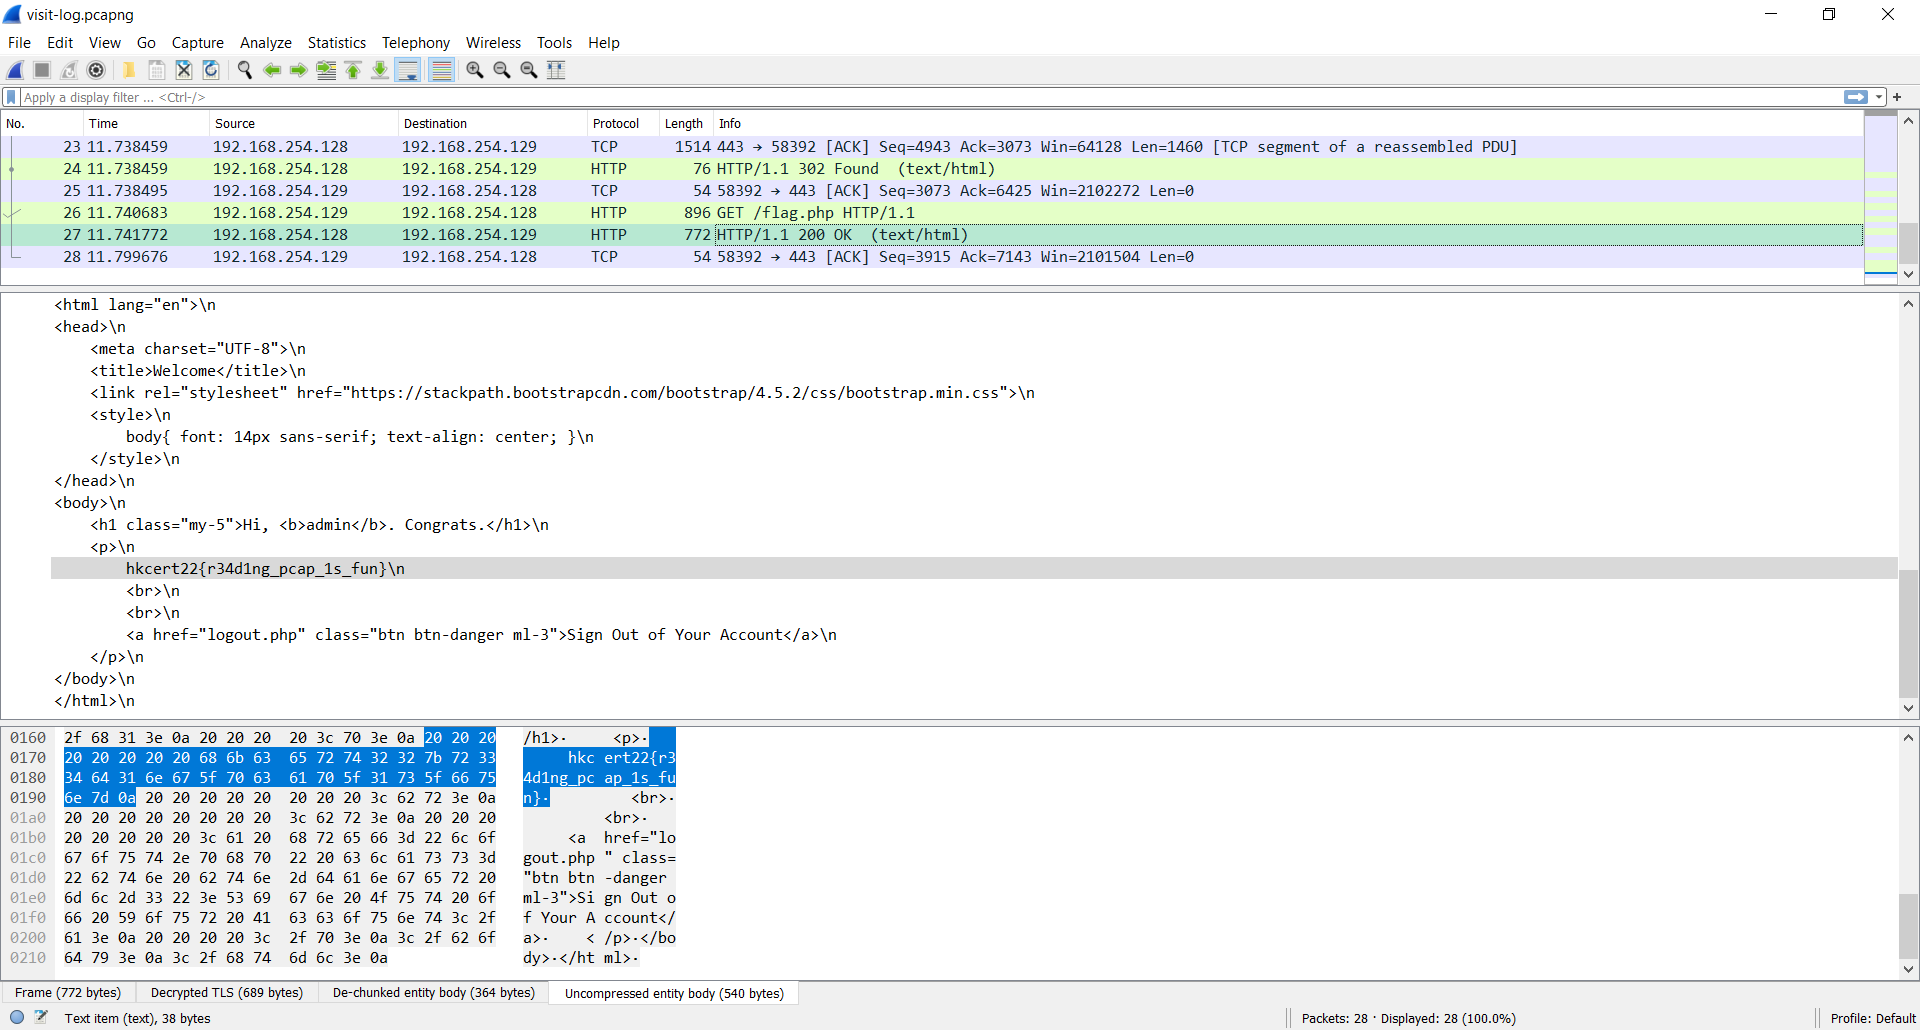 visit-log.pcapng
File Edit View Go Capture Analyze Statistics Telephony Wireless Tools Help
Apply a display filter ... <Ctrl-/>
No. Time Source Destination Protocol Length Info
23 11.738459 192.168.254.128 192.168.254.129 TCP 1514 443 → 58392 [ACK] Seq=4943 Ack=3073 Win=64128 Len=1460 [TCP segment of a reassembled PDU]
24 11.738459 192.168.254.128 192.168.254.129 HTTP 76 HTTP/1.1 302 Found  (text/html)
25 11.738495 192.168.254.129 192.168.254.128 TCP 54 58392 → 443 [ACK] Seq=3073 Ack=6425 Win=2102272 Len=0
26 11.740683 192.168.254.129 192.168.254.128 HTTP 896 GET /flag.php HTTP/1.1
27 11.741772 192.168.254.128 192.168.254.129 HTTP 772 HTTP/1.1 200 OK  (text/html)
28 11.799676 192.168.254.129 192.168.254.128 TCP 54 58392 → 443 [ACK] Seq=3915 Ack=7143 Win=2101504 Len=0
<html lang="en">\n
<head>\n
    <meta charset="UTF-8">\n
    <title>Welcome</title>\n
    <link rel="stylesheet" href="https://stackpath.bootstrapcdn.com/bootstrap/4.5.2/css/bootstrap.min.css">\n
    <style>\n
        body{ font: 14px sans-serif; text-align: center; }\n
    </style>\n
</head>\n
<body>\n
    <h1 class="my-5">Hi, <b>admin</b>. Congrats.</h1>\n
    <p>\n
        hkcert22{r34d1ng_pcap_1s_fun}\n
        <br>\n
        <br>\n
        <a href="logout.php" class="btn btn-danger ml-3">Sign Out of Your Account</a>\n
    </p>\n
</body>\n
</html>\n
0160 2f 68 31 3e 0a 20 20 20 20 3c 70 3e 0a 20 20 20 /h1>·     <p>·
0170 20 20 20 20 20 68 6b 63 65 72 74 32 32 7b 72 33      hkc ert22{r3
0180 34 64 31 6e 67 5f 70 63 61 70 5f 31 73 5f 66 75 4d1ng_pc ap_1s_fu
0190 6e 7d 0a 20 20 20 20 20 20 20 20 3c 62 72 3e 0a n}·         <br>·
01a0 20 20 20 20 20 20 20 20 3c 62 72 3e 0a 20 20 20          <br>·
01b0 20 20 20 20 20 3c 61 20 68 72 65 66 3d 22 6c 6f      <a  href="lo
01c0 67 6f 75 74 2e 70 68 70 22 20 63 6c 61 73 73 3d gout.php " class=
01d0 22 62 74 6e 20 62 74 6e 2d 64 61 6e 67 65 72 20 "btn btn -danger
01e0 6d 6c 2d 33 22 3e 53 69 67 6e 20 4f 75 74 20 6f ml-3">Si gn Out o
01f0 66 20 59 6f 75 72 20 41 63 63 6f 75 6e 74 3c 2f f Your A ccount</
0200 61 3e 0a 20 20 20 20 3c 2f 70 3e 0a 3c 2f 62 6f a>·    < /p>·</bo
0210 64 79 3e 0a 3c 2f 68 74 6d 6c 3e 0a dy>·</ht ml>·
Frame (772 bytes) Decrypted TLS (689 bytes) De-chunked entity body (364 bytes) Uncompressed entity body (540 bytes)
Text item (text), 38 bytes Packets: 28 · Displayed: 28 (100.0%) Profile: Default